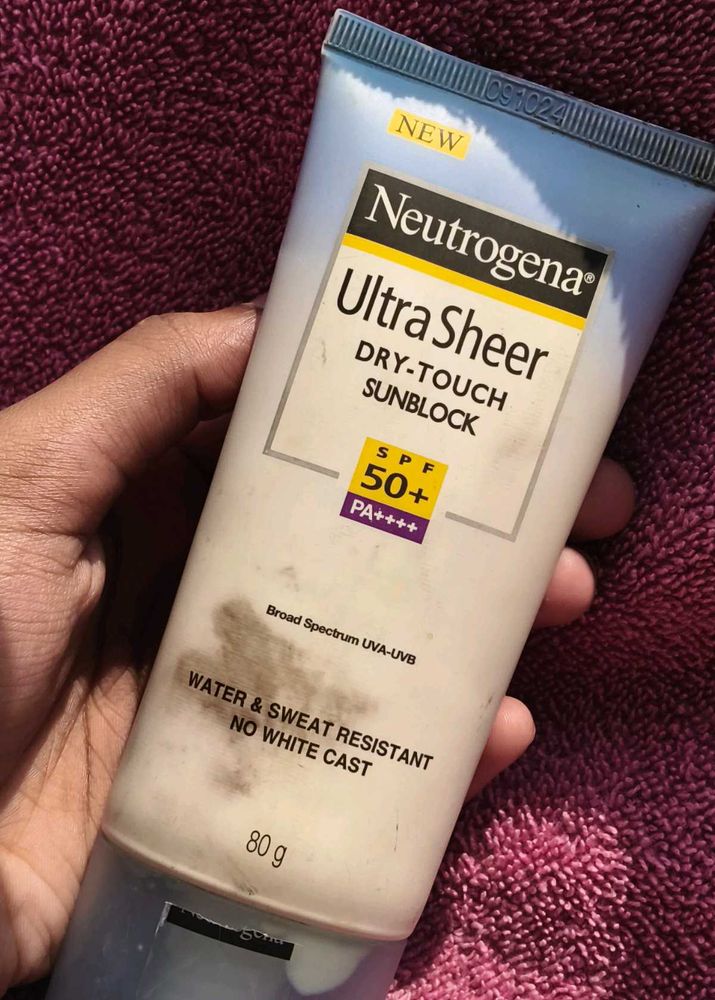 091024
NEW
Neutrogena®
Ultra Sheer
DRY-TOUCH
SUNBLOCK
SPF
50+
PA++++
Broad Spectrum UVA-UVB
WATER & SWEAT RESISTANT
NO WHITE CAST
80 g
Neutrogena